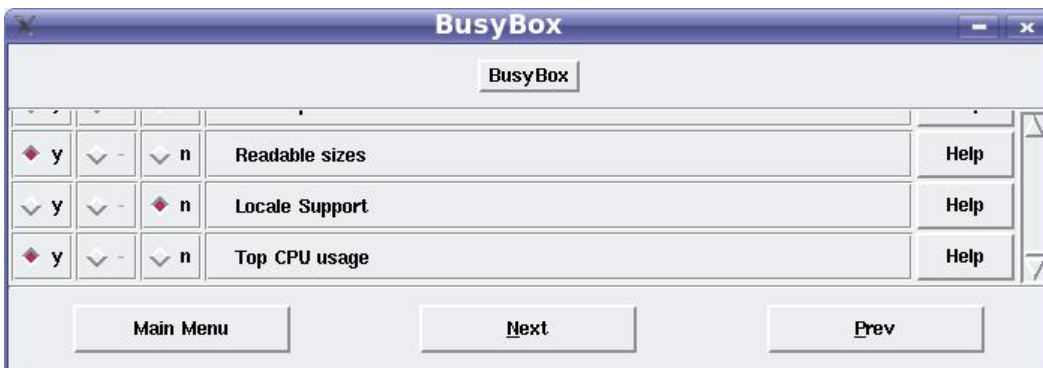 BusyBox
BusyBox
y - n Readable sizes Help
y - n Locale Support Help
y - n Top CPU usage Help
Main Menu Next Prev